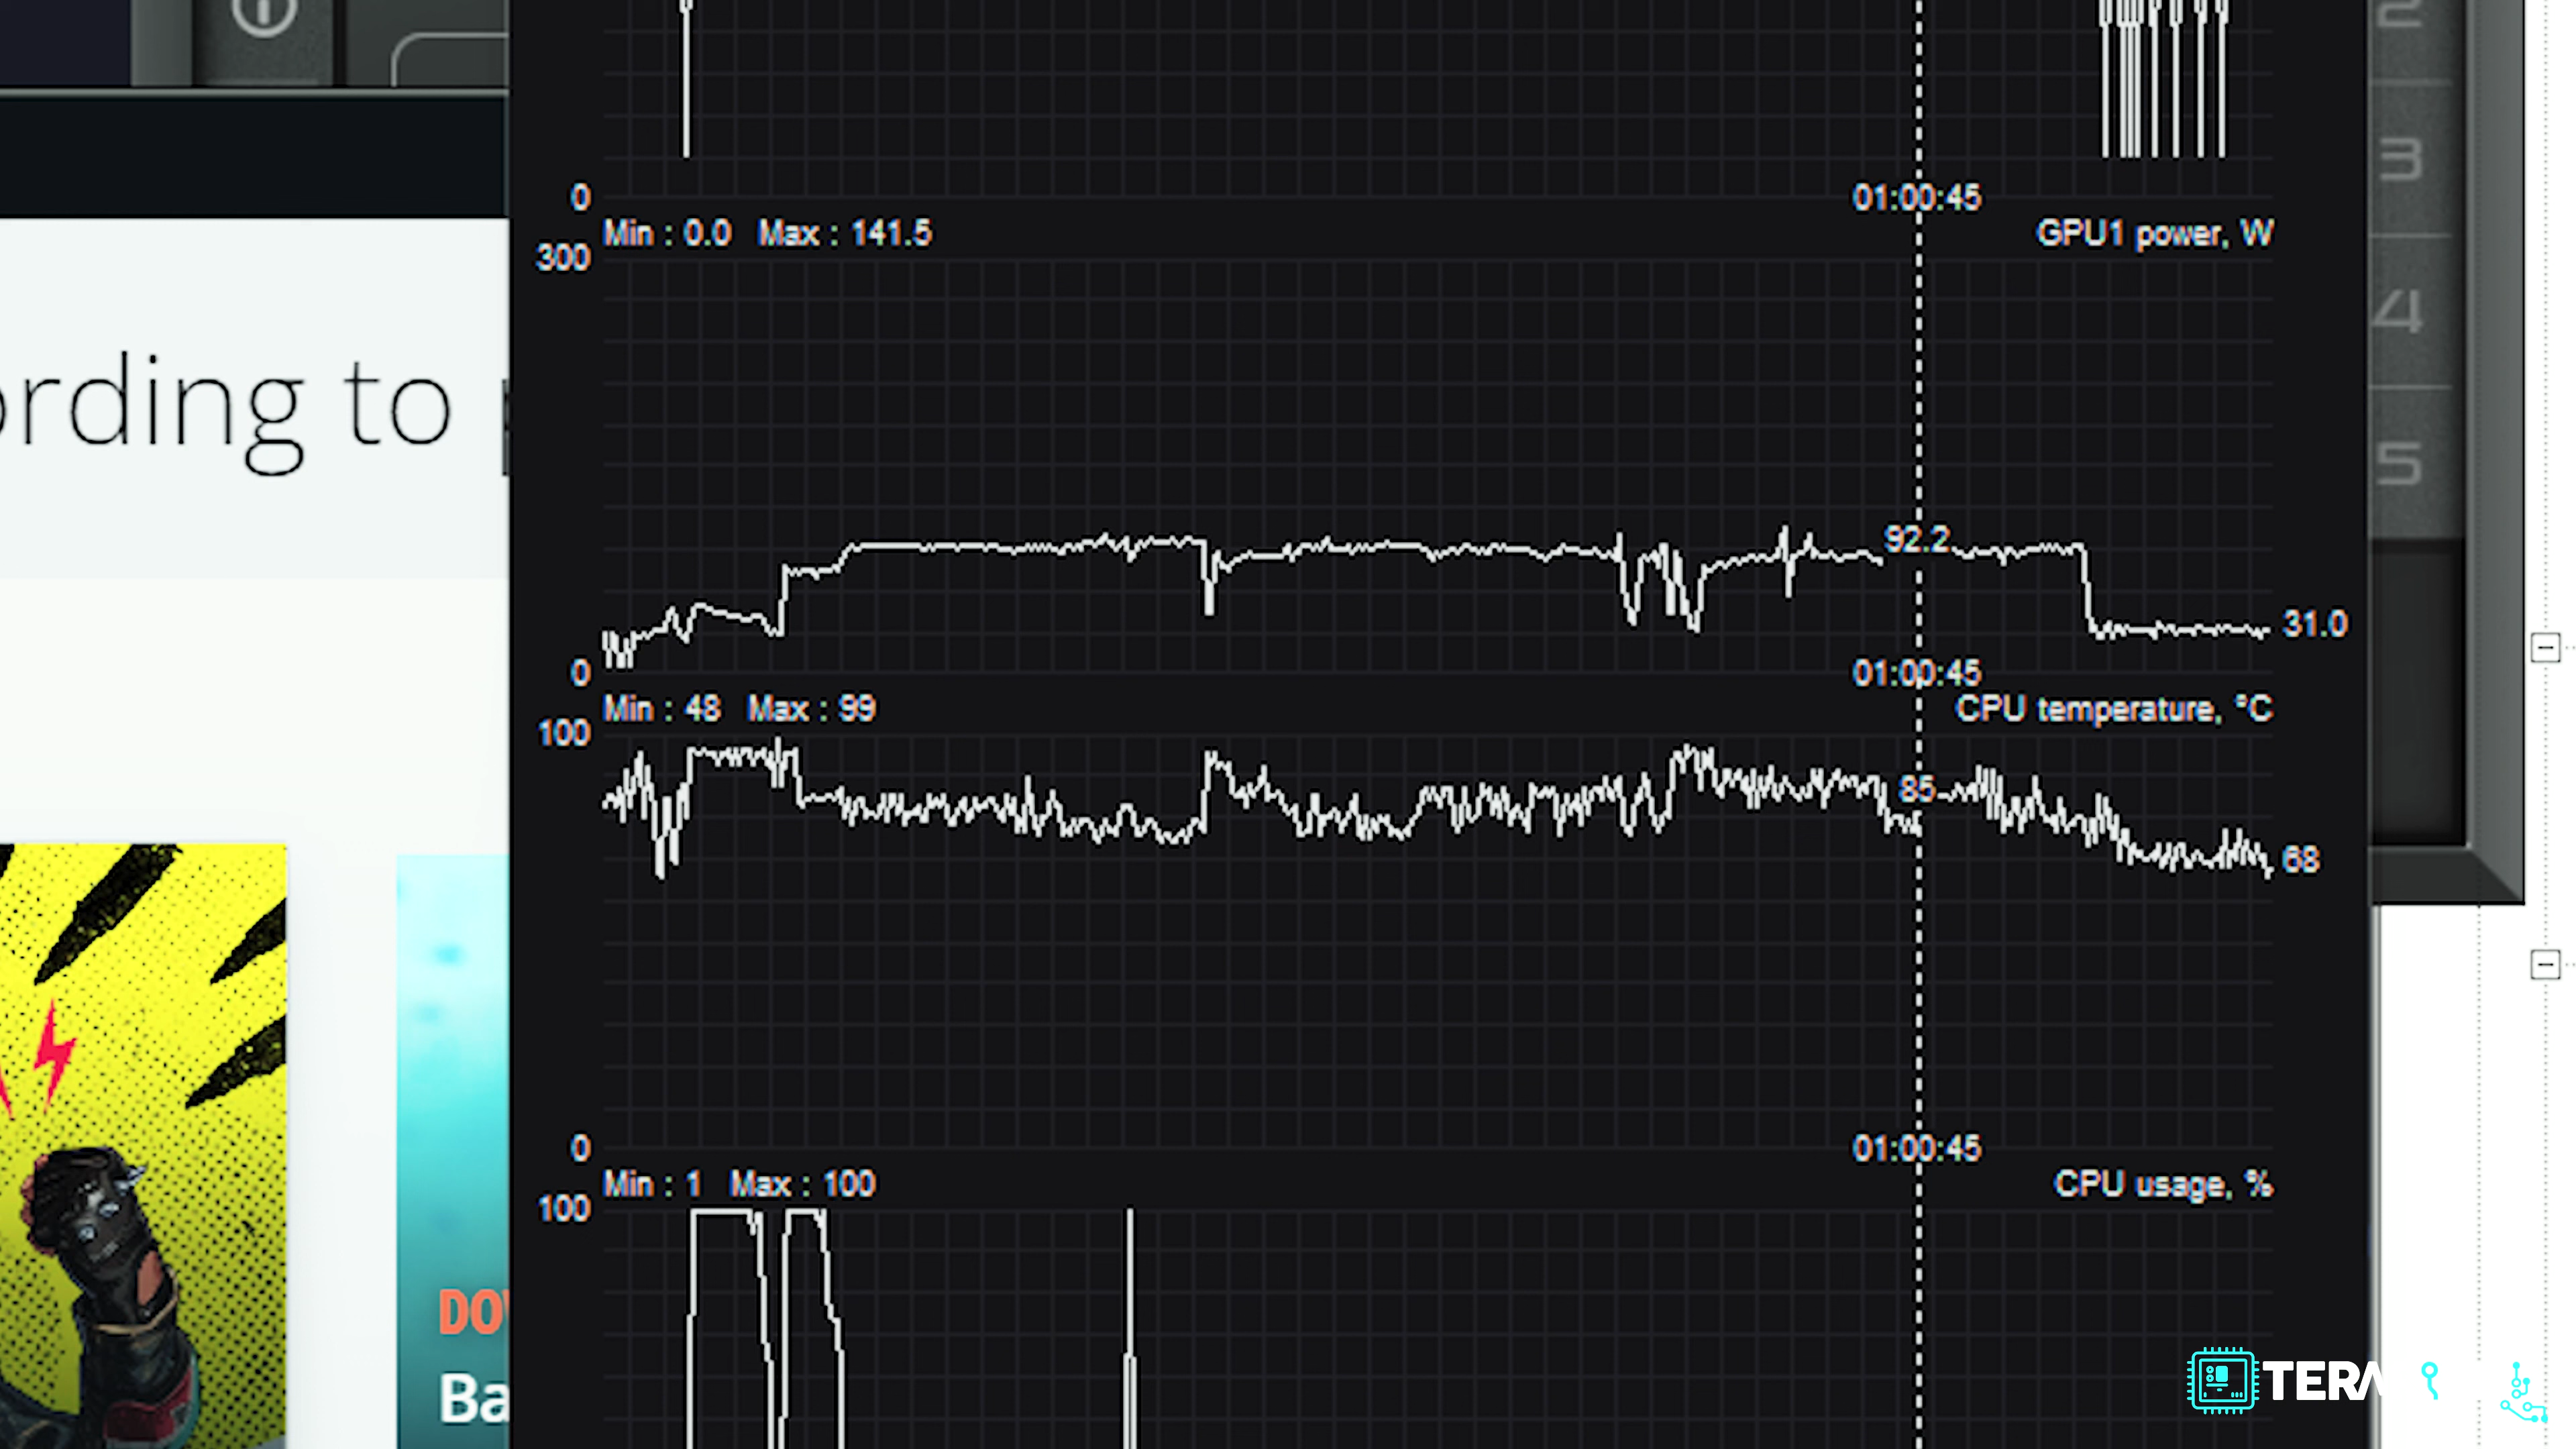 2
3
4
5
0
01:00:45
Min : 0.0 Max : 141.5
GPU1 power, W
300
92.2
31.0
0
01:00:45
Min : 48 Max : 99
CPU temperature, °C
100
85
68
0
01:00:45
Min : 1 Max : 100
CPU usage, %
100
ording to
DO
Ba
TERA